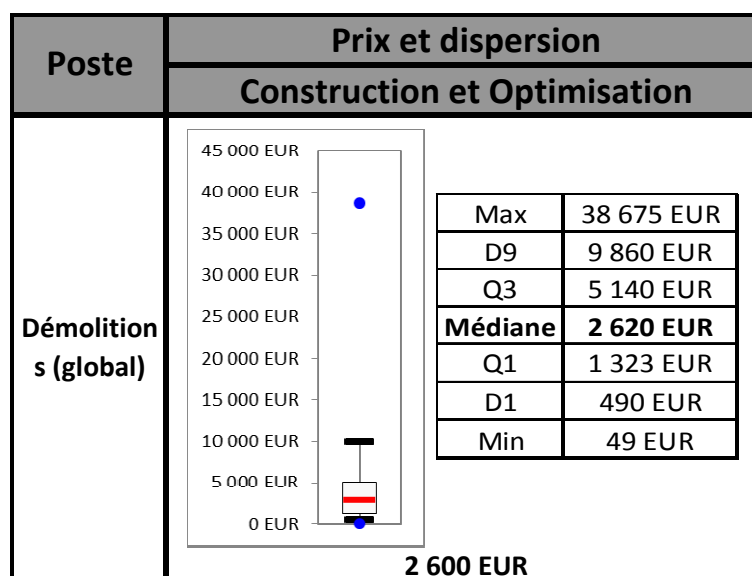 Poste
Prix et dispersion
Construction et Optimisation
Démolition
s (global)
45 000 EUR
40 000 EUR
35 000 EUR
30 000 EUR
25 000 EUR
20 000 EUR
15 000 EUR
10 000 EUR
5 000 EUR
0 EUR
Max 38 675 EUR
D9 9 860 EUR
Q3 5 140 EUR
Médiane 2 620 EUR
Q1 1 323 EUR
D1 490 EUR
Min 49 EUR
2 600 EUR